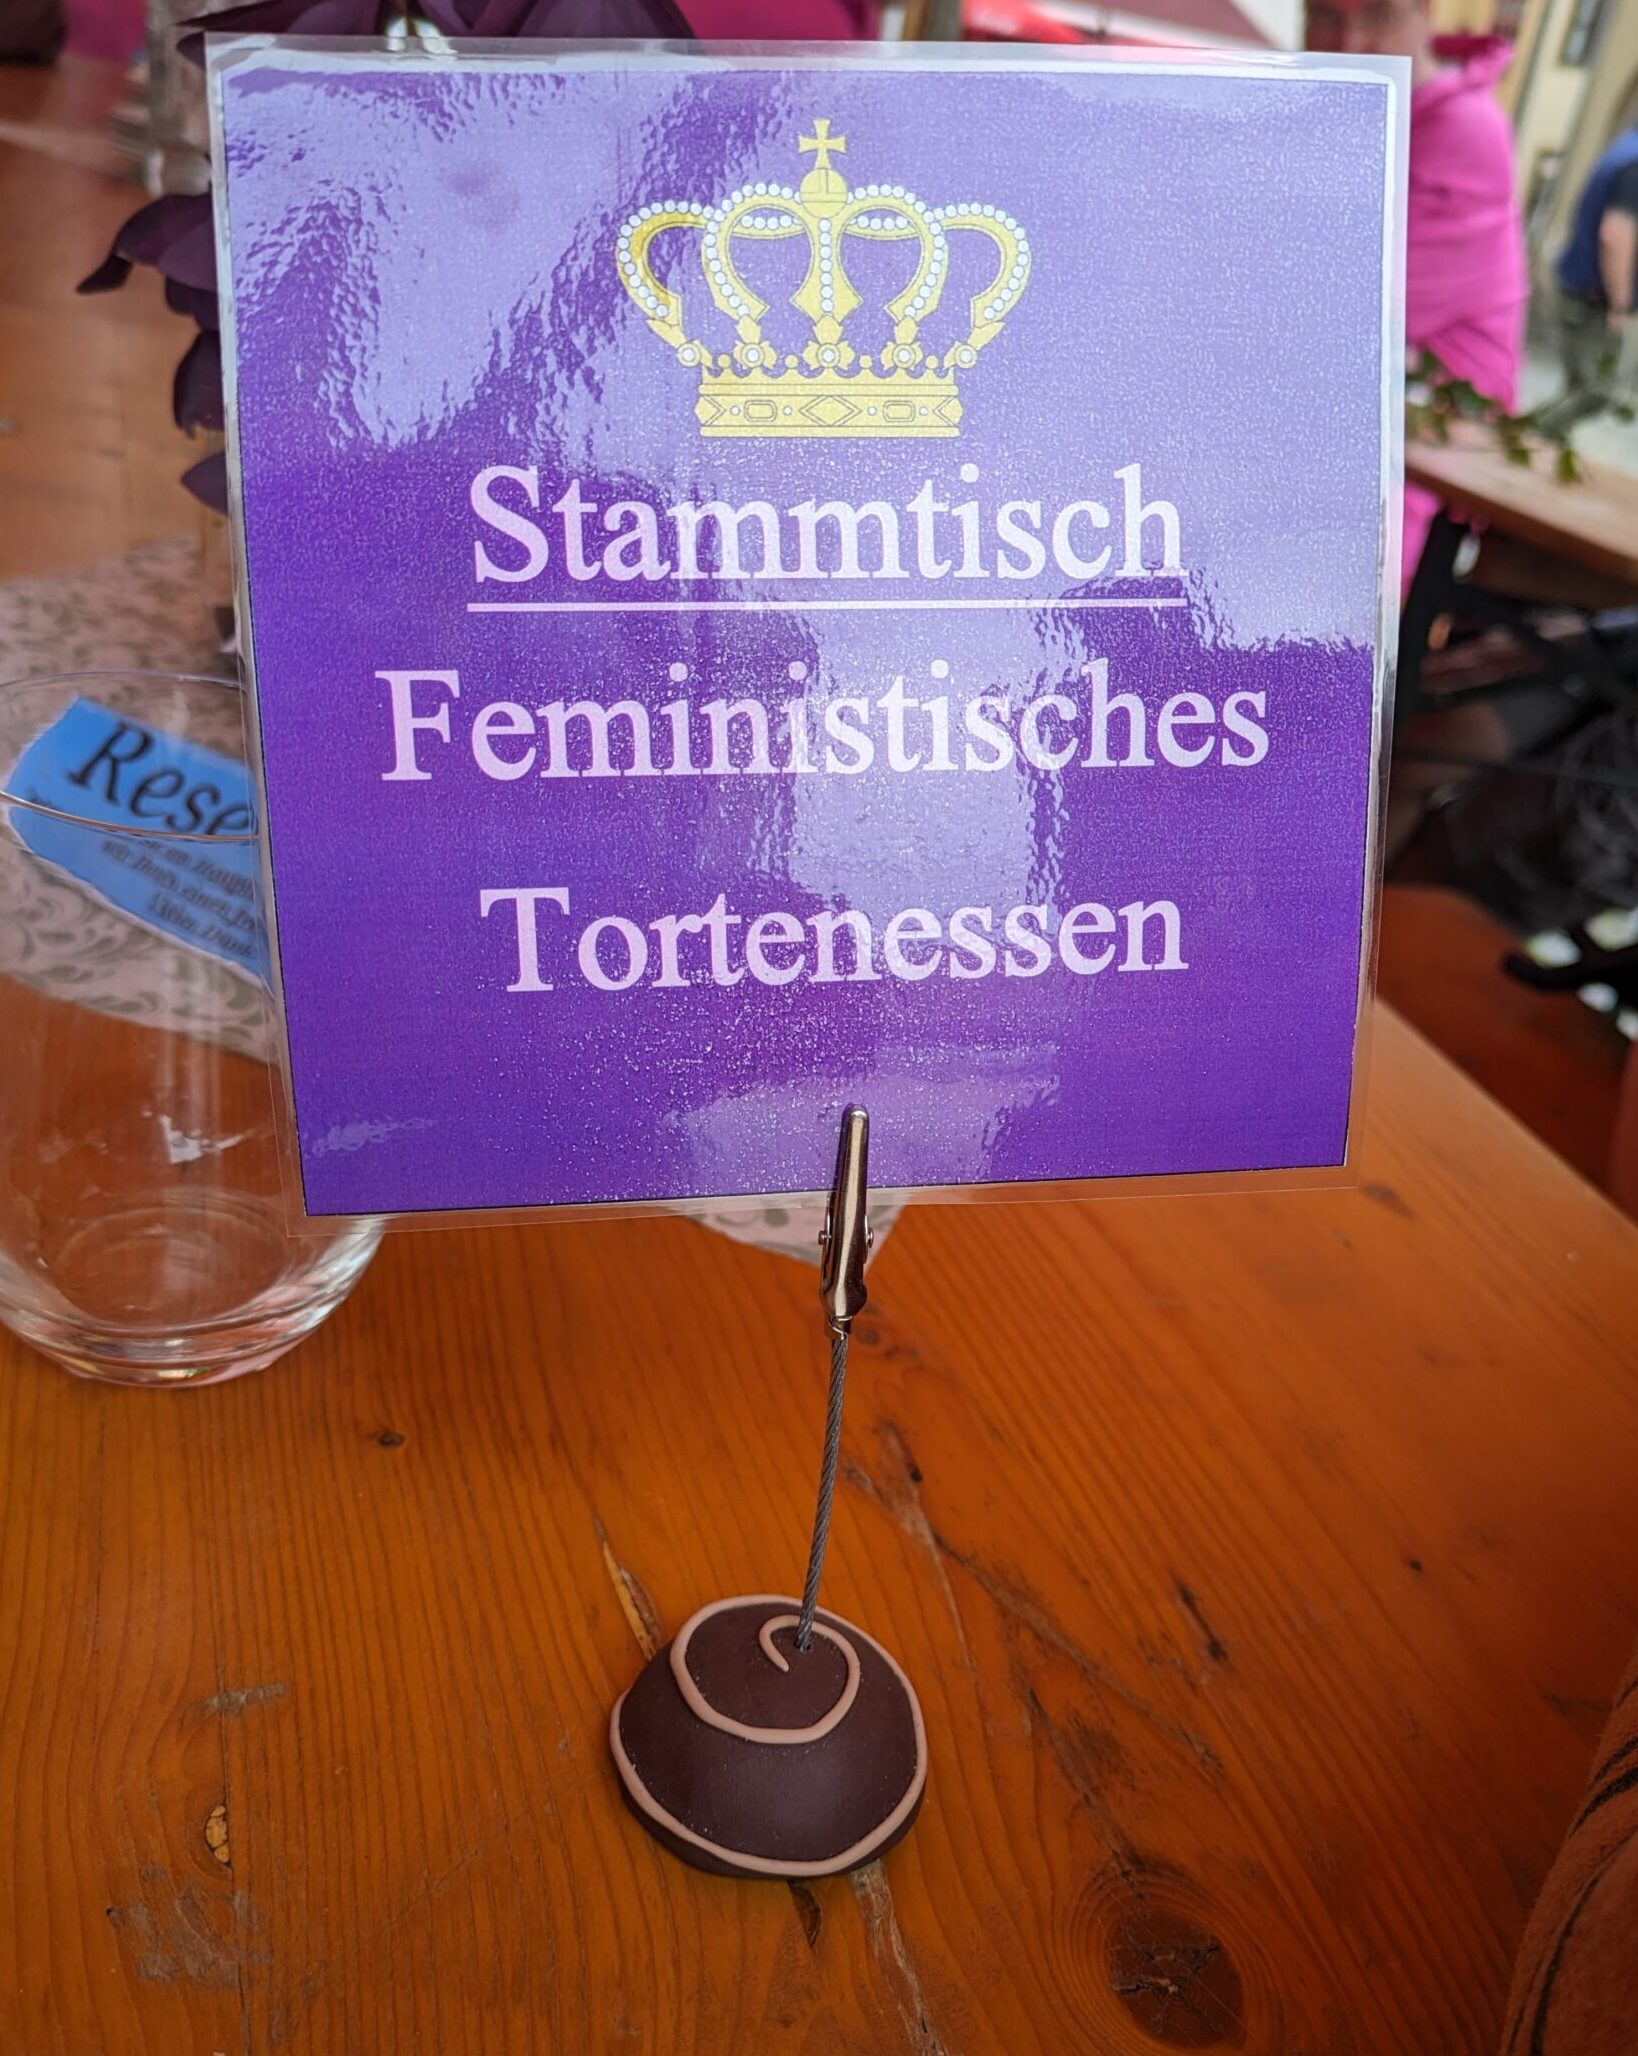 Stammtisch
Feministisches
Tortenessen
Rese